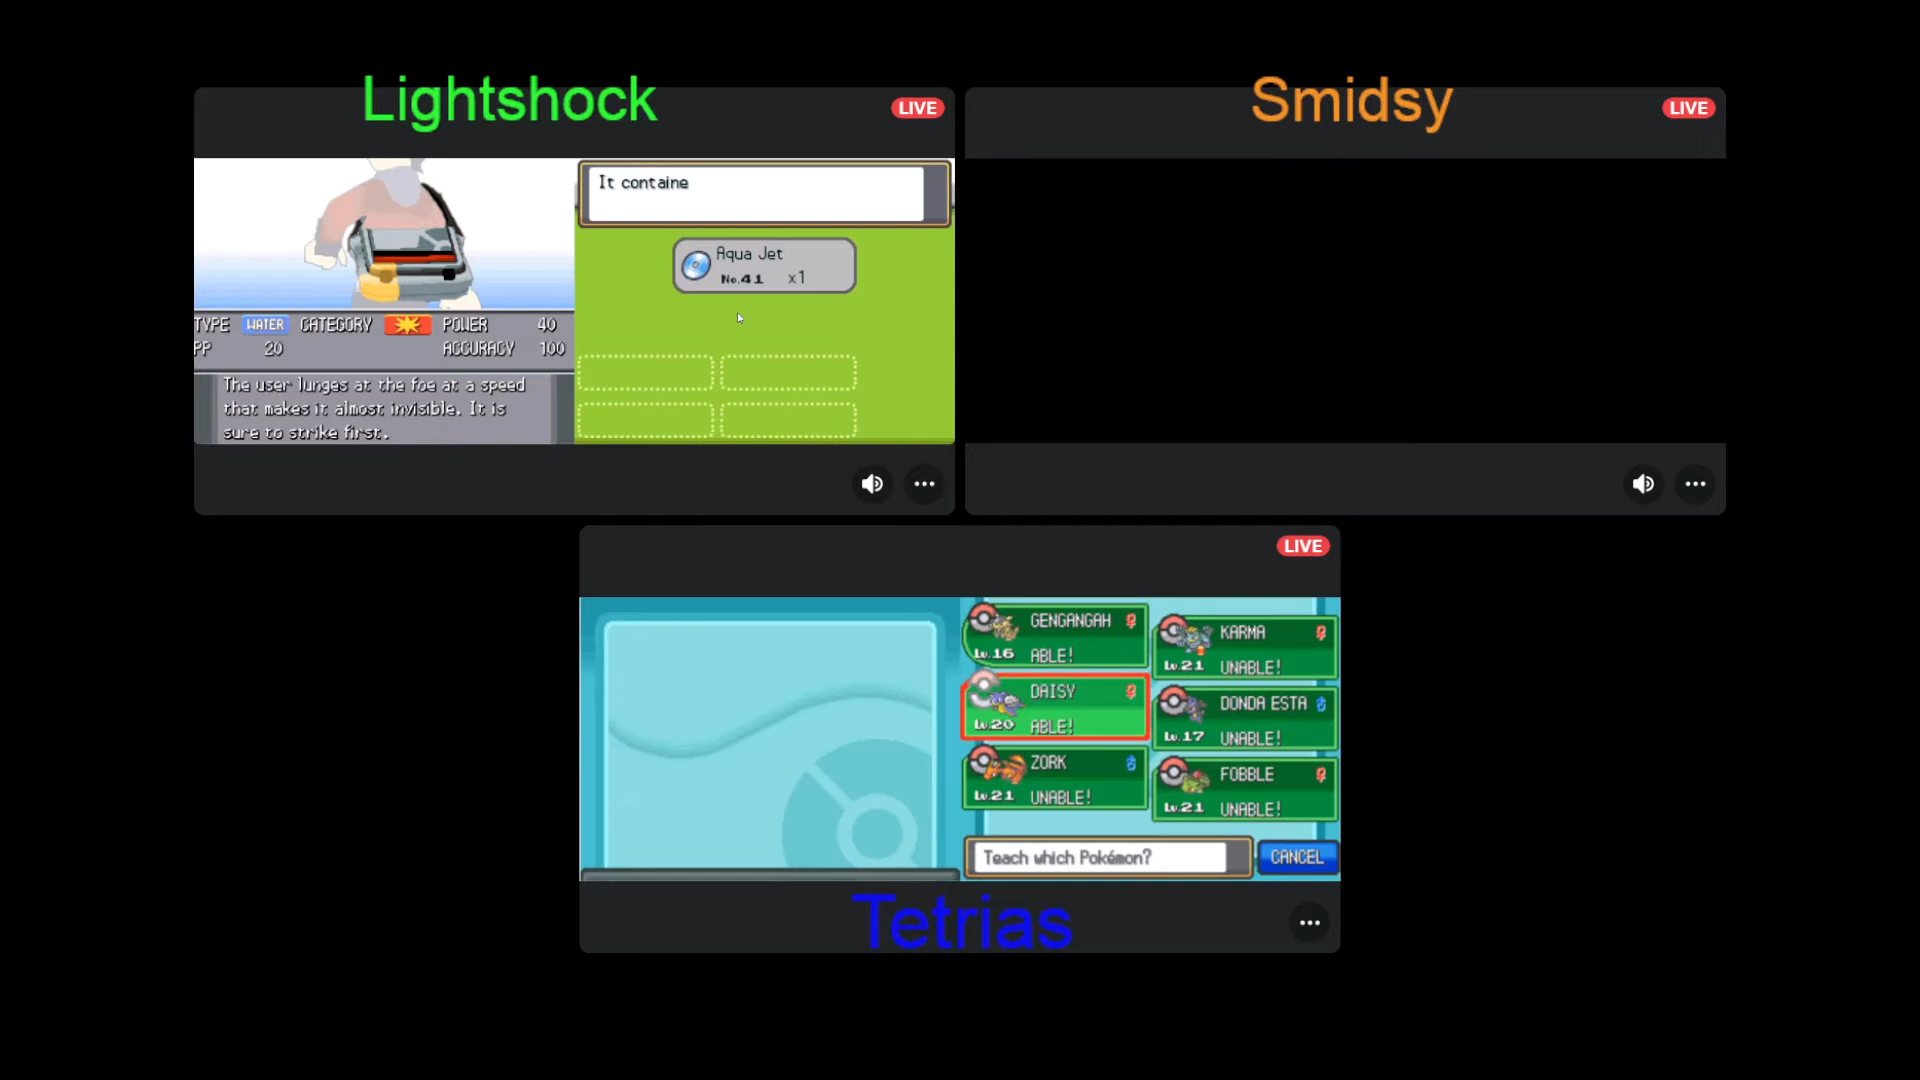 Lightshock
LIVE
It containe
Aqua Jet
No.41 x1
TYPE WATER CATEGORY POWER 40
PP 20 ACCURACY 100
The user lunges at the foe at a speed
that makes it almost invisible. It is
sure to strike first.
Smidsy
LIVE
LIVE
GENGANGAH
Lv.16 ABLE!
KARMA
Lv.21 UNABLE!
DAISY
Lv.20 ABLE!
DONDA ESTA
Lv.17 UNABLE!
ZORK
Lv.21 UNABLE!
FOBBLE
Lv.21 UNABLE!
Teach which Pokémon?
CANCEL
Tetrias